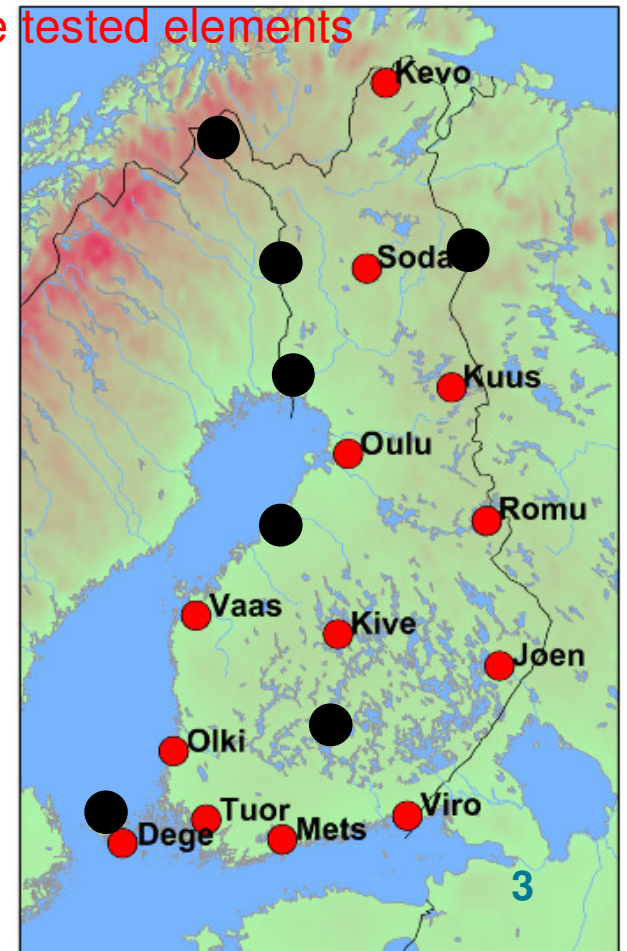 e tested elements
Kevo
Soda
Kuus
Oulu
Romu
Vaas
Kive
Joen
Olki
Tuor
Viro
Dege
Mets
3